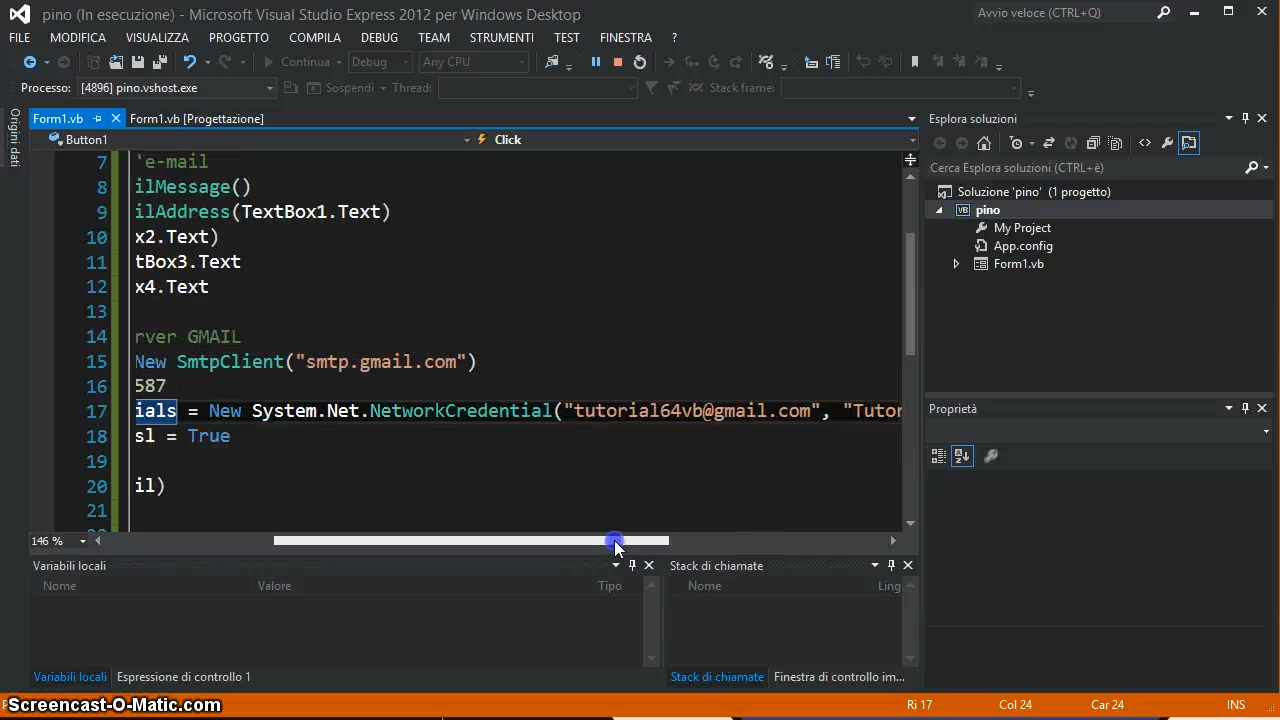 pino (In esecuzione) - Microsoft Visual Studio Express 2012 per Windows Desktop
Avvio veloce (CTRL+Q)
FILE MODIFICA VISUALIZZA PROGETTO COMPILA DEBUG TEAM STRUMENTI TEST FINESTRA ?
Continua Debug Any CPU
Processo: [4896] pino.vshost.exe Sospendi Thread: Stack frame:
Origini dati
Form1.vb Form1.vb [Progettazione]
Button1 Click
7 'e-mail
8 ilMessage()
9 ilAddress(TextBox1.Text)
10 x2.Text)
11 tBox3.Text
12 x4.Text
13
14 rver GMAIL
15 New SmtpClient("smtp.gmail.com")
16 587
17 ials = New System.Net.NetworkCredential("tutorial64vb@gmail.com", "Tutor
18 sl = True
19
20 il)
21
146 %
Esplora soluzioni
Cerca Esplora soluzioni (CTRL+è)
Soluzione 'pino' (1 progetto)
VB pino
My Project
App.config
Form1.vb
Proprietà
Variabili locali
Nome Valore Tipo
Variabili locali Espressione di controllo 1
Stack di chiamate
Nome Ling
Stack di chiamate Finestra di controllo im...
Screencast-O-Matic.com
Ri 17 Col 24 Car 24 INS